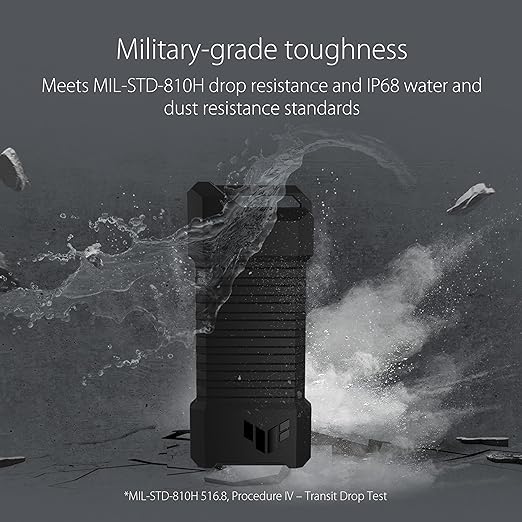 Military-grade toughness
Meets MIL-STD-810H drop resistance and IP68 water and
dust resistance standards
*MIL-STD-810H 516.8, Procedure IV – Transit Drop Test